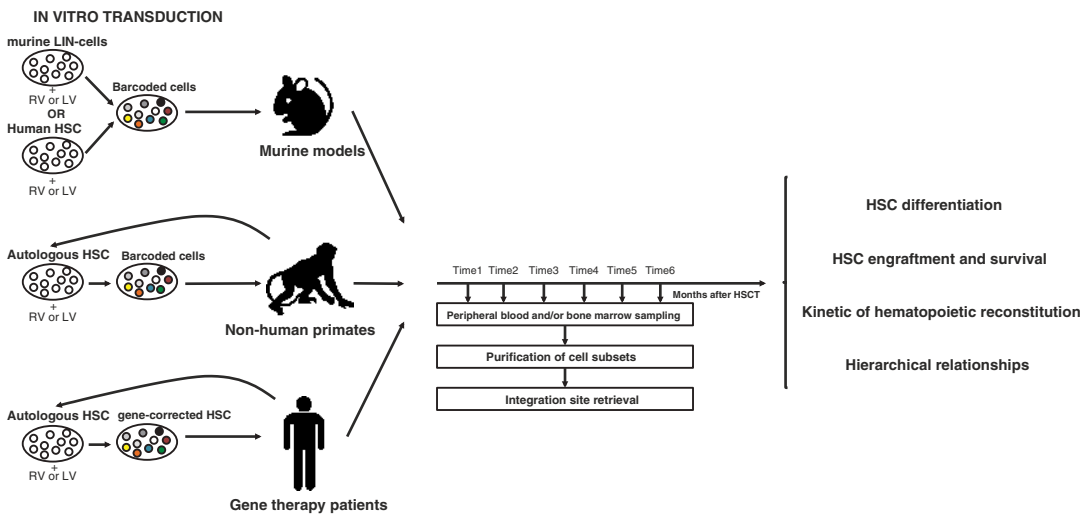 IN VITRO TRANSDUCTION
murine LIN-cells
+
RV or LV
OR
Human HSC
+
RV or LV
Barcoded cells
Murine models
Autologous HSC
+
RV or LV
Barcoded cells
Non-human primates
Autologous HSC
+
RV or LV
gene-corrected HSC
Gene therapy patients
Time1 Time2 Time3 Time4 Time5 Time6
Months after HSCT
Peripheral blood and/or bone marrow sampling
Purification of cell subsets
Integration site retrieval
HSC differentiation
HSC engraftment and survival
Kinetic of hematopoietic reconstitution
Hierarchical relationships